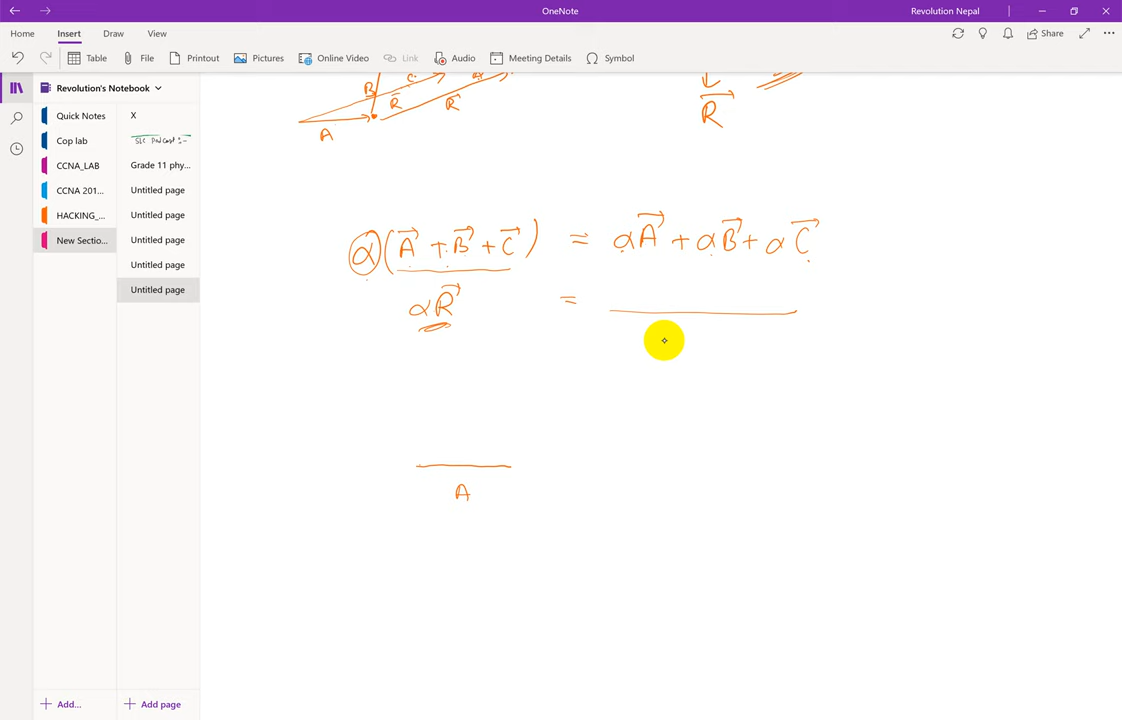 OneNote
Revolution Nepal
Home Insert Draw View
Share
Table File Printout Pictures Online Video Link Audio Meeting Details Symbol
Revolution's Notebook
Quick Notes
Cop lab
CCNA_LAB
CCNA 201...
HACKING_...
New Sectio...
X
Grade 11 phy...
Untitled page
Untitled page
Untitled page
Untitled page
Untitled page
B C
R̄ R⃗
A
R⃗
α(A⃗ + B⃗ + C⃗) = αA⃗ + αB⃗ + αC⃗
αR⃗ =
A
Add... Add page